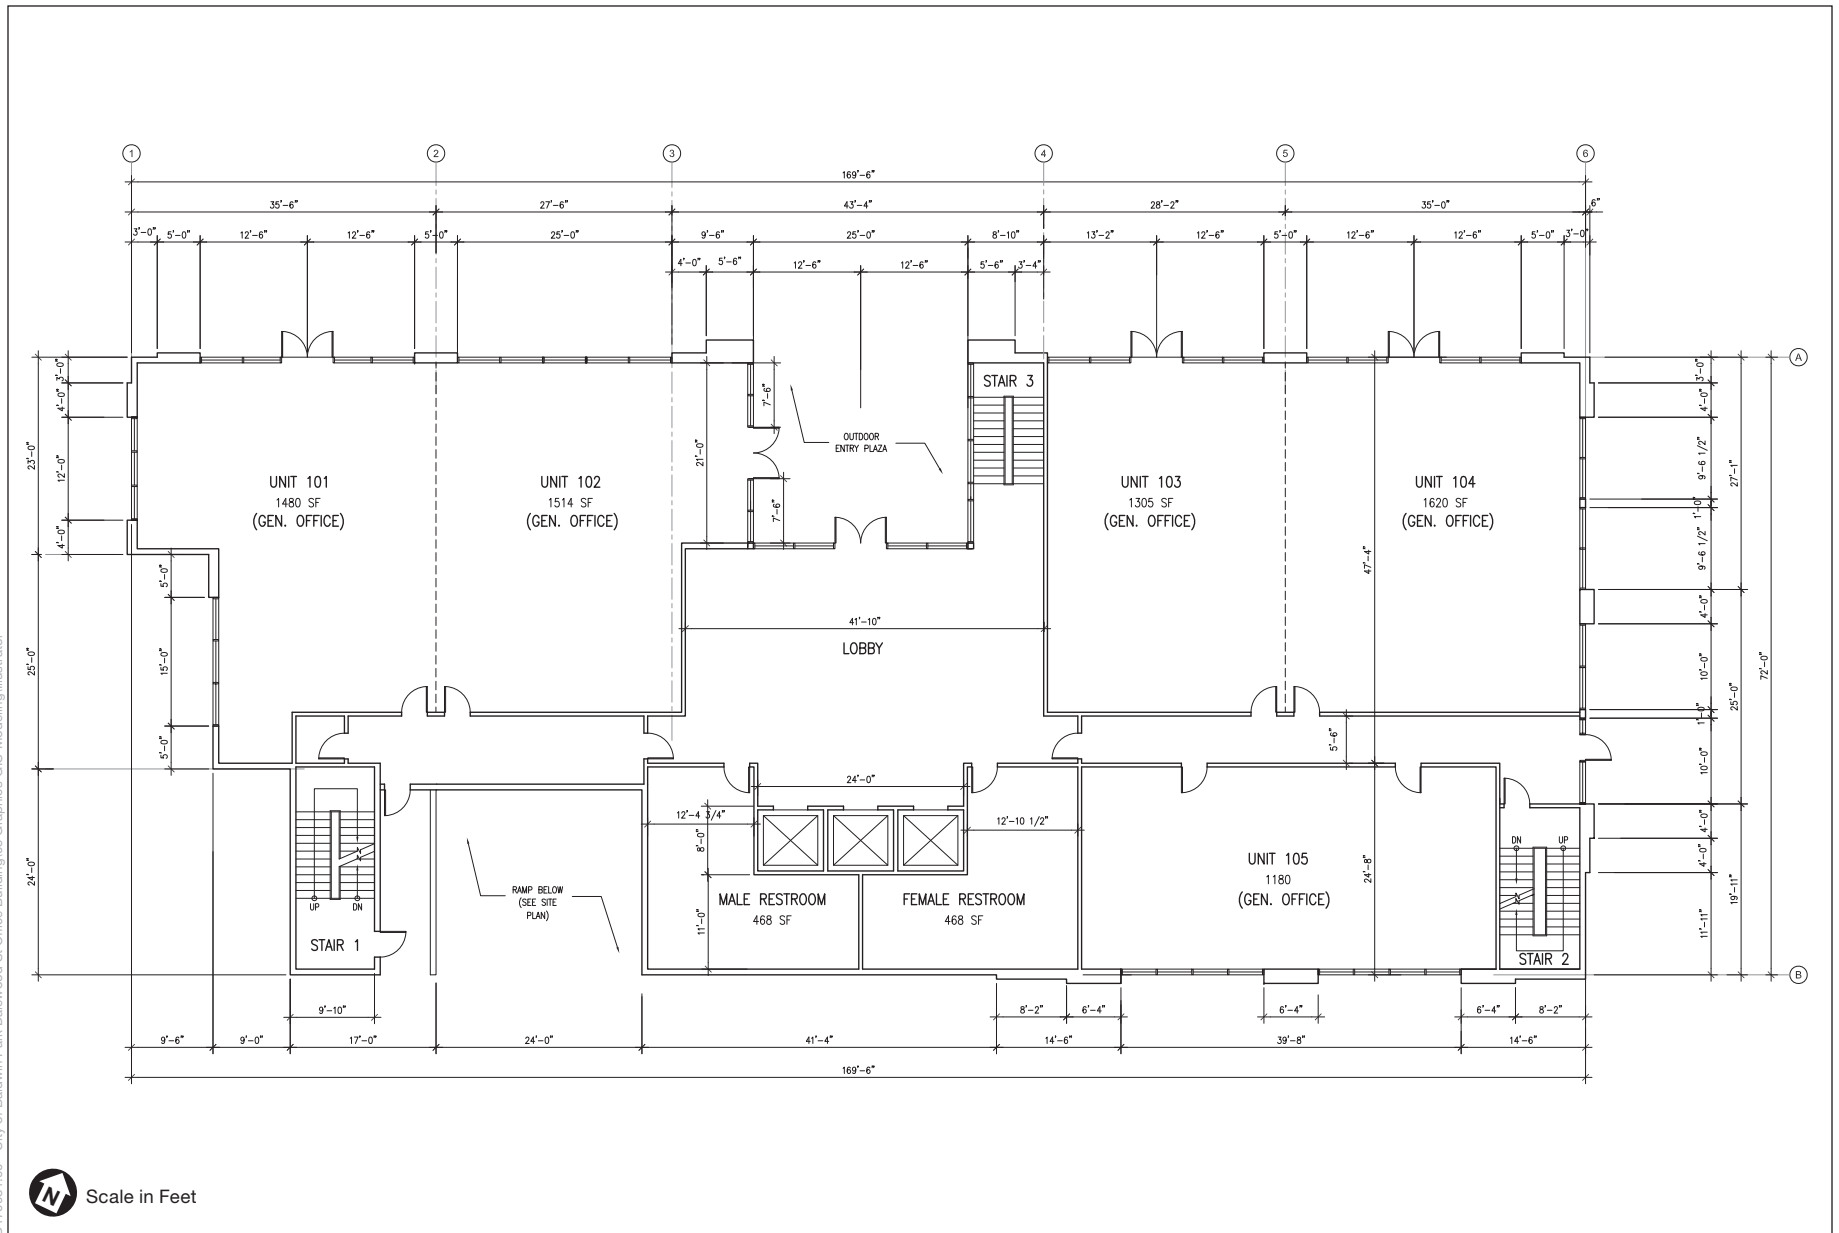 1
2
3
4
5
6
169'-6"
35'-6"
27'-6"
43'-4"
28'-2"
35'-0"
6"
3'-0"
5'-0"
12'-6"
12'-6"
5'-0"
25'-0"
9'-6"
25'-0"
8'-10"
13'-2"
12'-6"
5'-0"
12'-6"
12'-6"
5'-0"
3'-0"
4'-0"
5'-6"
12'-6"
12'-6"
5'-6"
3'-4"
A
3'-0"
4'-0"
23'-0"
12'-0"
4'-0"
5'-0"
25'-0"
15'-0"
5'-0"
24'-0"
UNIT 101
1480 SF
(GEN. OFFICE)
UNIT 102
1514 SF
(GEN. OFFICE)
21'-0"
7'-6"
7'-6"
OUTDOOR
ENTRY PLAZA
STAIR 3
UNIT 103
1305 SF
(GEN. OFFICE)
47'-4"
UNIT 104
1620 SF
(GEN. OFFICE)
3'-0"
4'-0"
9'-6 1/2"
1'-0"
9'-6 1/2"
4'-0"
10'-0"
1'-0"
10'-0"
4'-0"
4'-0"
11'-11"
27'-1"
25'-0"
19'-11"
72'-0"
41'-10"
LOBBY
5'-6"
24'-0"
12'-4 3/4"
12'-10 1/2"
8'-0"
11'-0"
UP
DN
STAIR 1
RAMP BELOW
(SEE SITE
PLAN)
MALE RESTROOM
468 SF
FEMALE RESTROOM
468 SF
UNIT 105
1180
(GEN. OFFICE)
24'-8"
DN
UP
STAIR 2
B
9'-10"
8'-2"
6'-4"
6'-4"
6'-4"
8'-2"
9'-6"
9'-0"
17'-0"
24'-0"
41'-4"
14'-6"
39'-8"
14'-6"
169'-6"
N
Scale in Feet